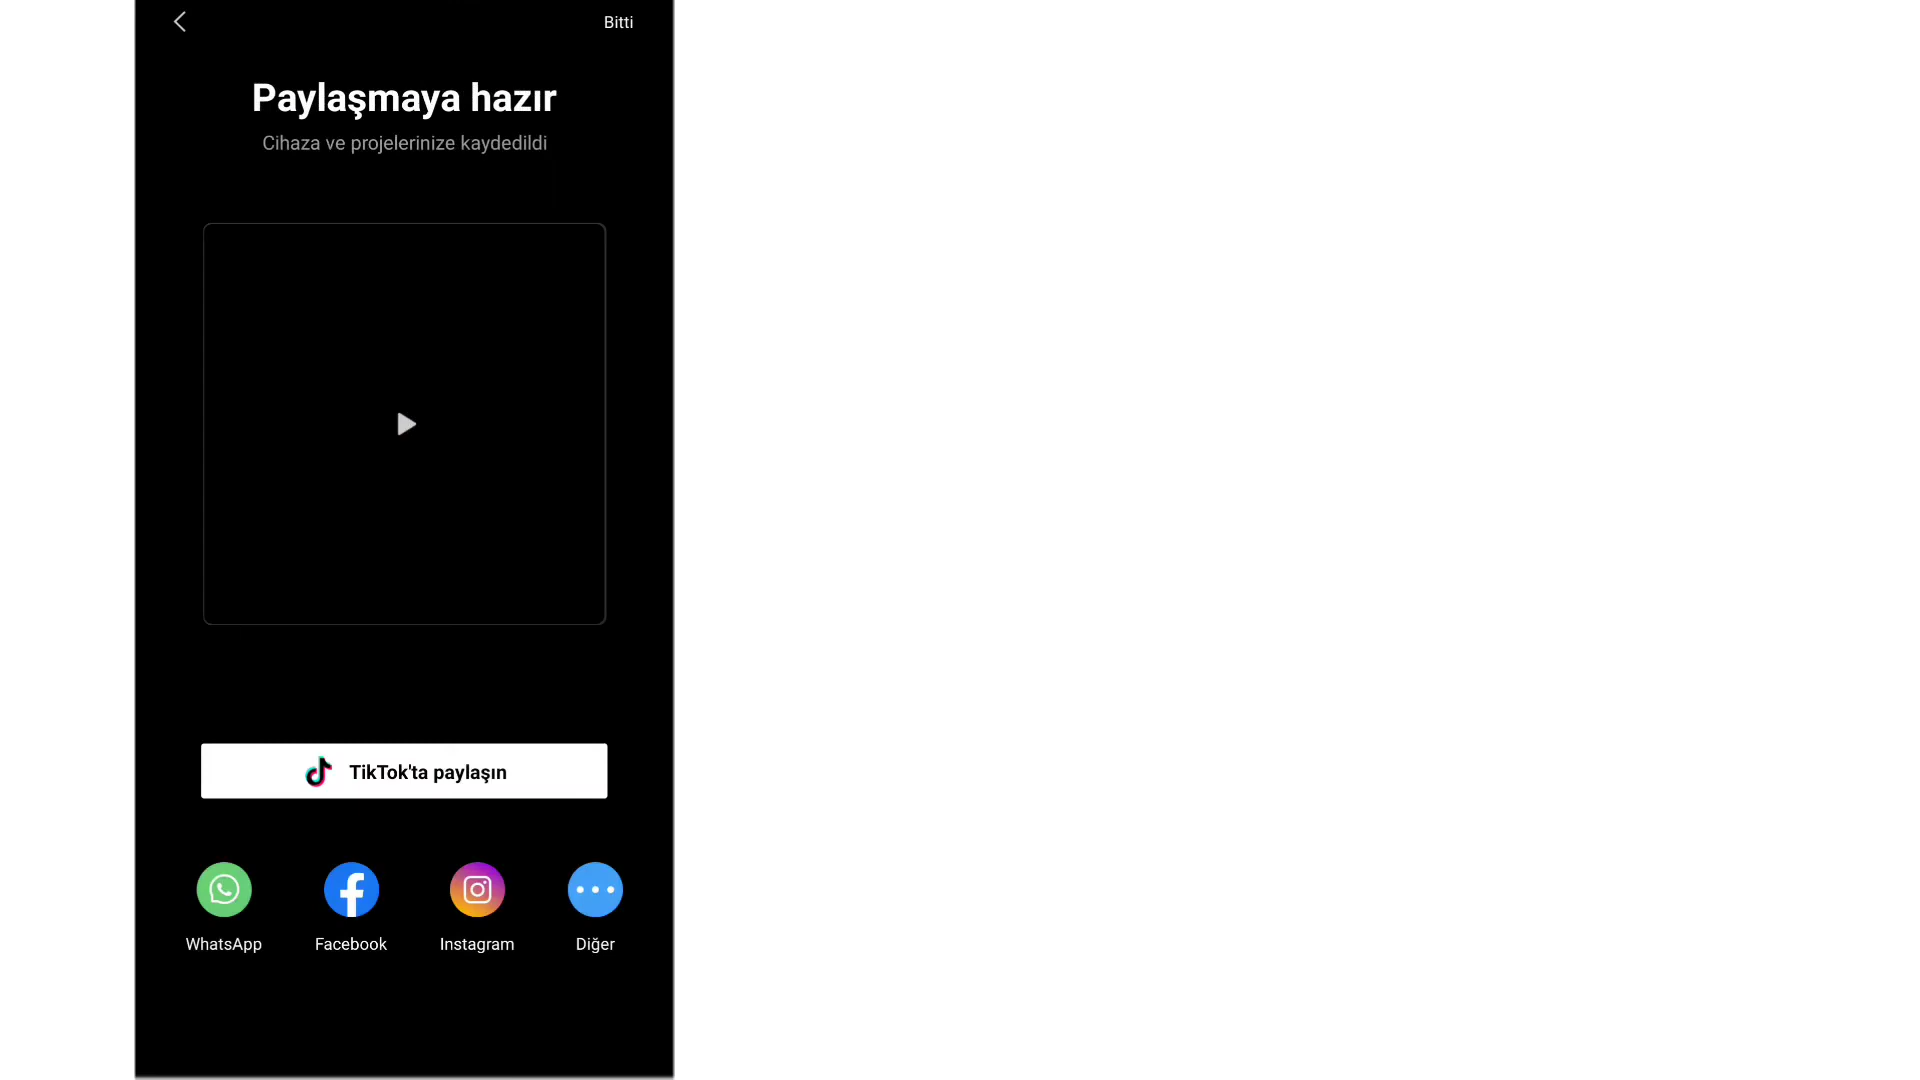 Bitti
Paylaşmaya hazır
Cihaza ve projelerinize kaydedildi
TikTok'ta paylaşın
WhatsApp Facebook Instagram Diğer